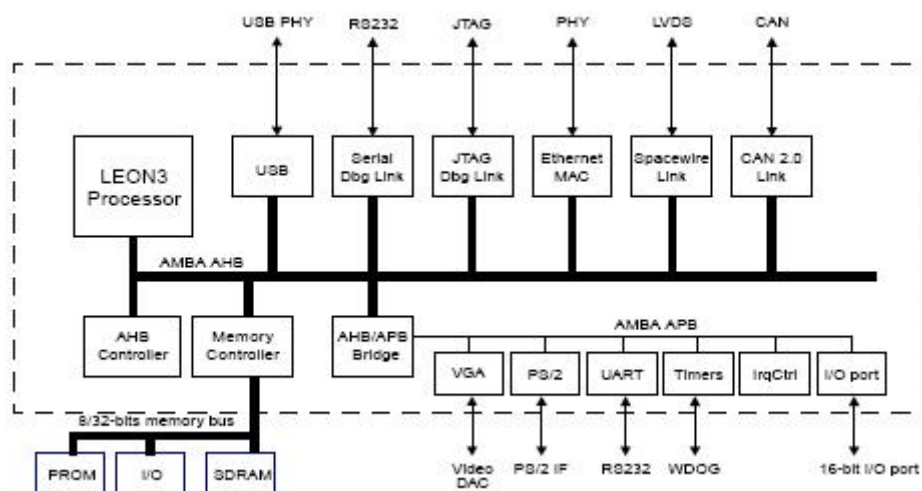 USB PHY RS232 JTAG PHY LVDS CAN
LEON3
Processor
USB
Serial
Dbg Link
JTAG
Dbg Link
Ethernet
MAC
Spacewire
Link
CAN 2.0
Link
AMBA AHB
AHB
Controller
Memory
Controller
AHB/APB
Bridge
AMBA APB
VGA
PS/2
UART
Timers
IrqCtrl
I/O port
8/32-bits memory bus
PROM
I/O
SDRAM
Video
DAC
PS/2 IF
RS232
WDOG
16-bit I/O port